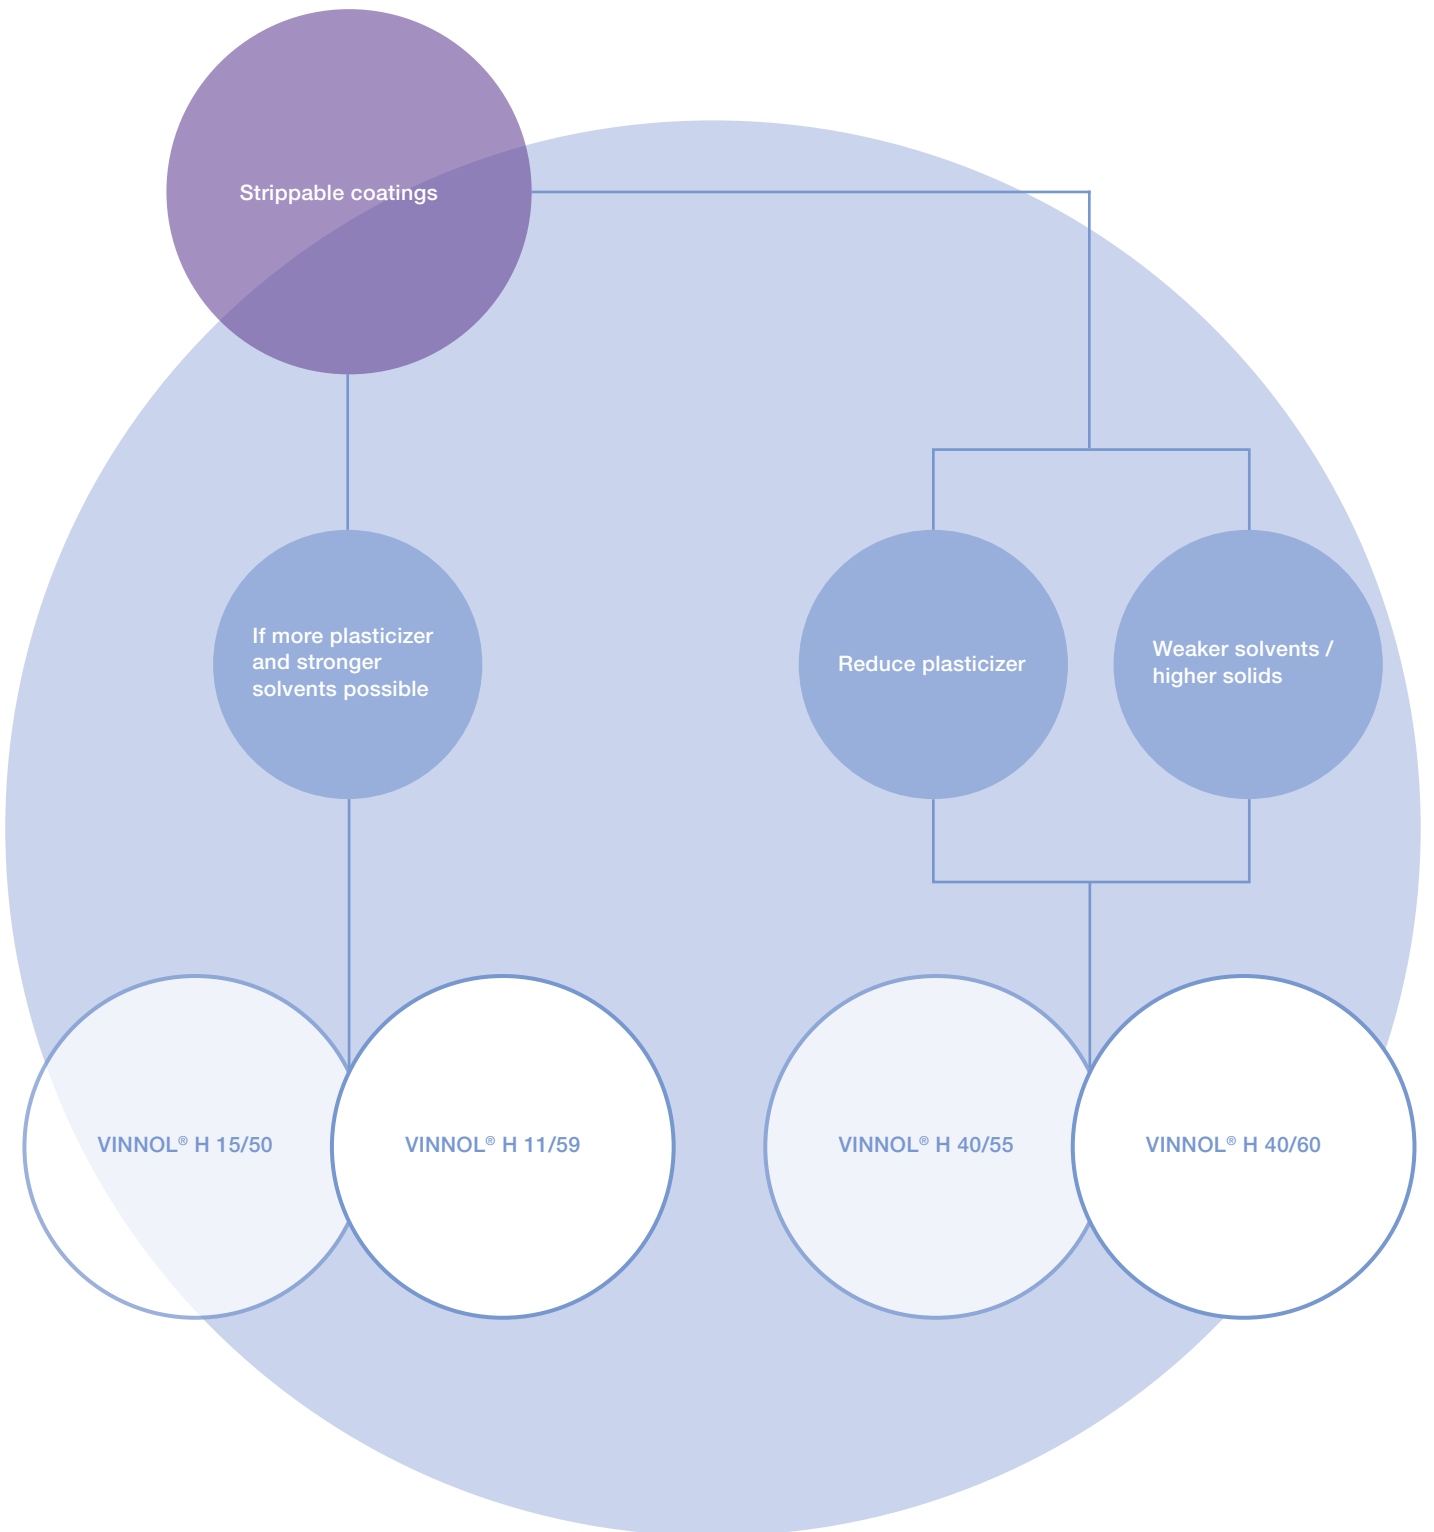 Strippable coatings
If more plasticizer
and stronger
solvents possible
Reduce plasticizer
Weaker solvents /
higher solids
VINNOL® H 15/50
VINNOL® H 11/59
VINNOL® H 40/55
VINNOL® H 40/60